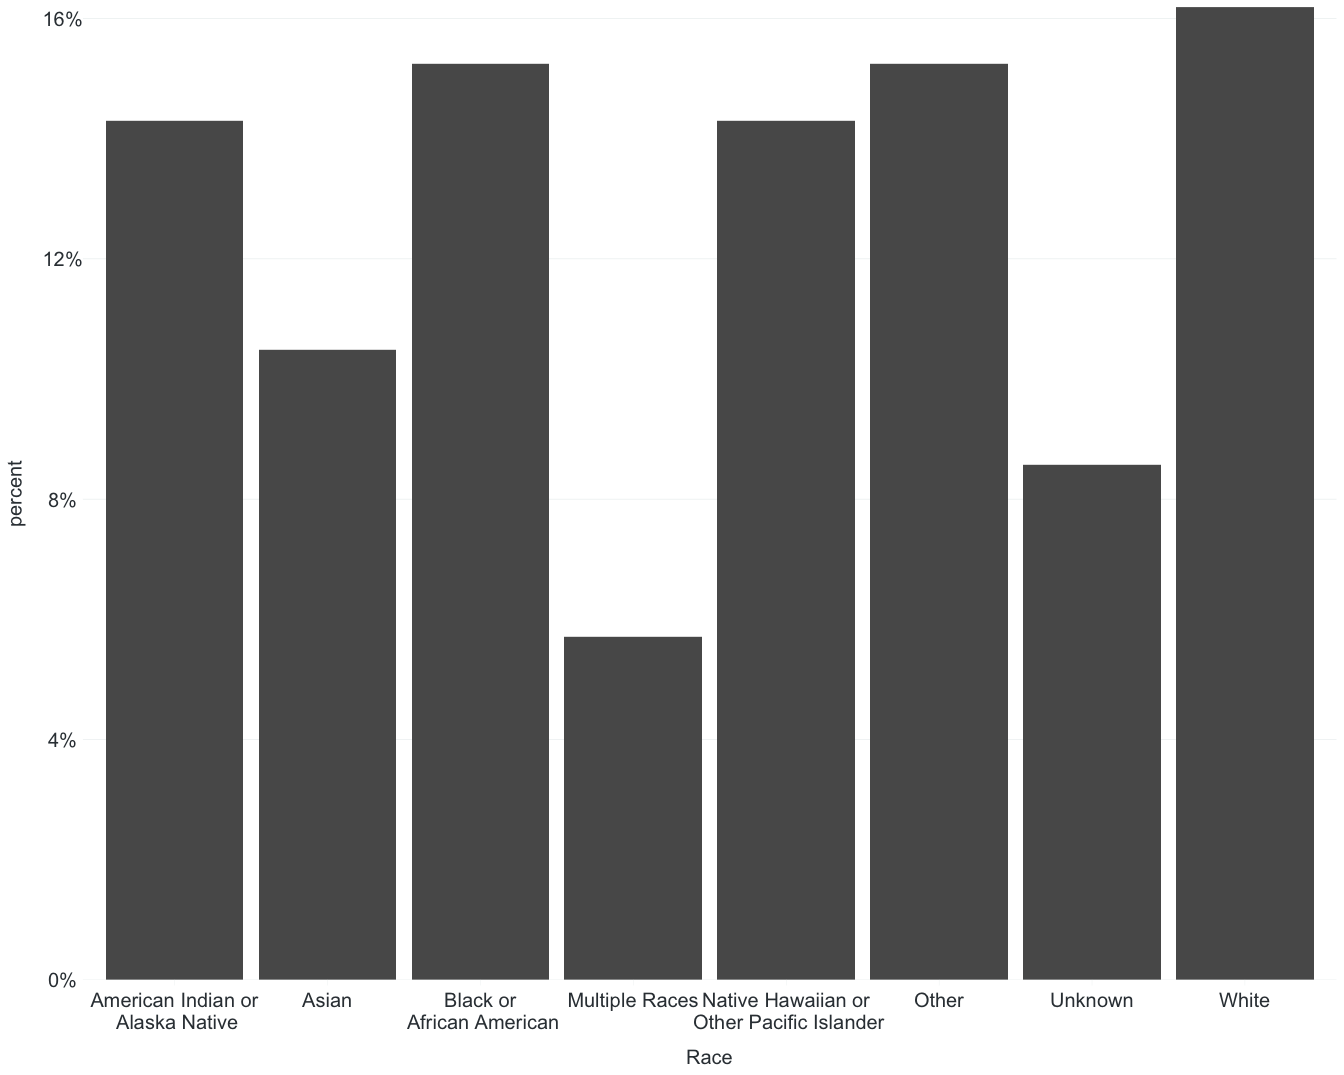 16%
12%
8%
4%
0%
percent
American Indian or
Alaska Native
Asian
Black or
African American
Multiple Races
Native Hawaiian or
Other Pacific Islander
Other
Unknown
White
Race